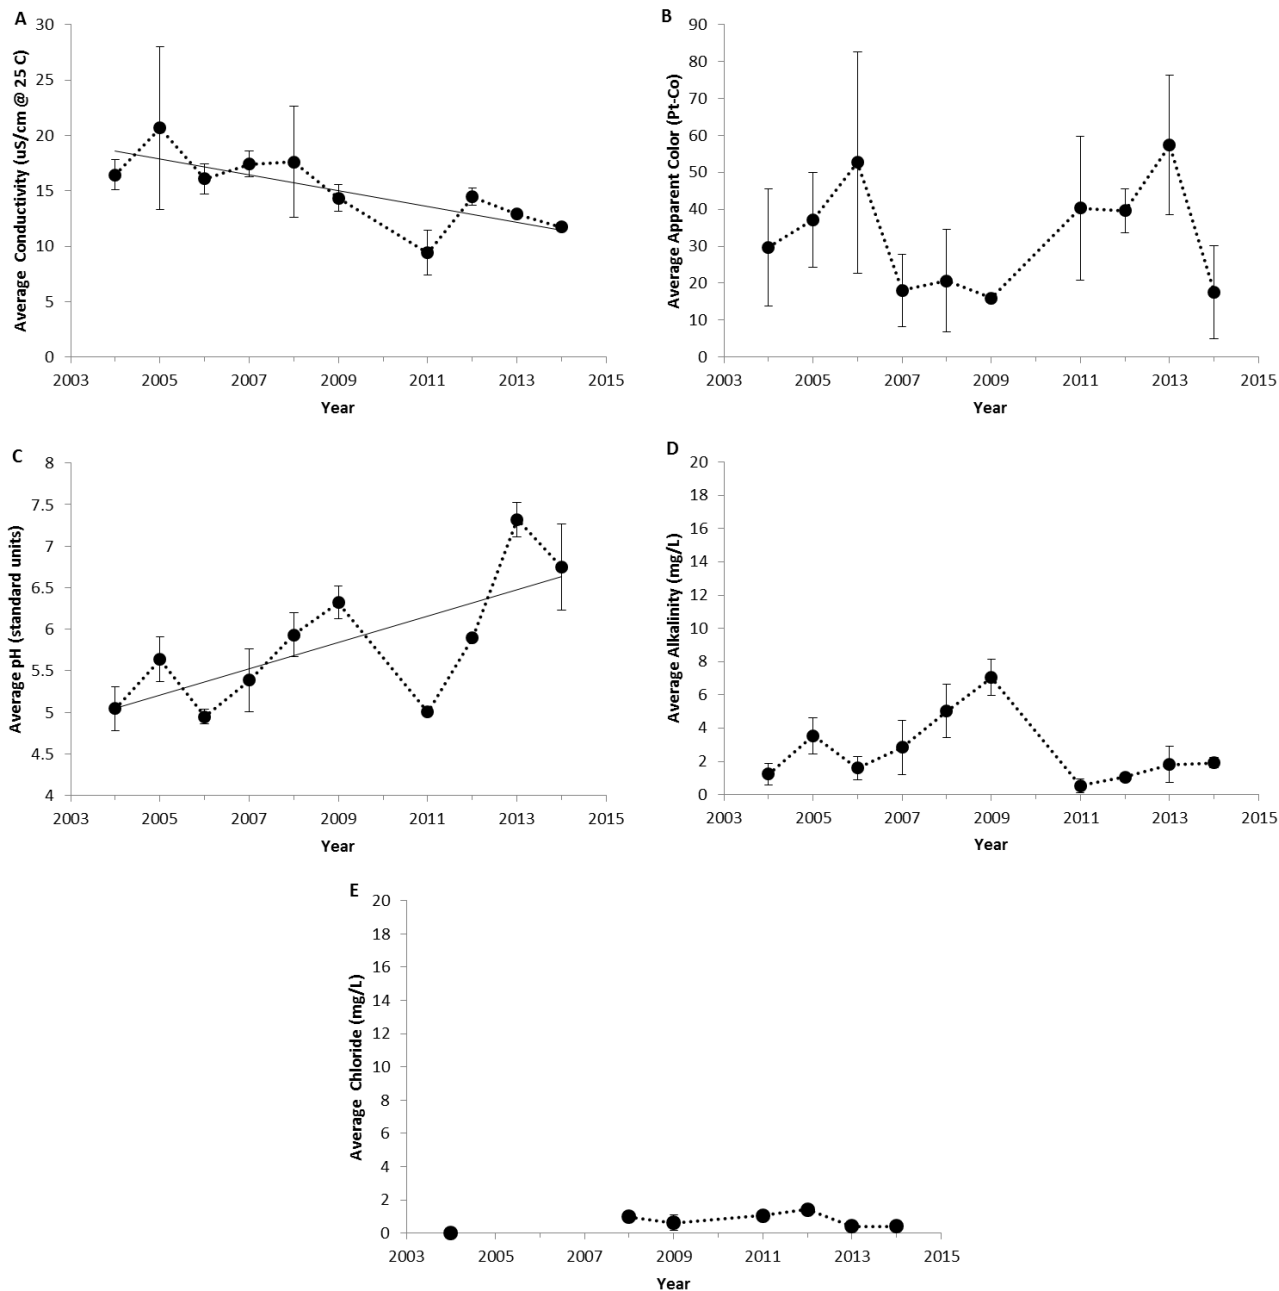 A
Average Conductivity (uS/cm @ 25 C)
30
25
20
15
10
5
0
2003 2005 2007 2009 2011 2013 2015
Year
B
Average Apparent Color (Pt-Co)
90
80
70
60
50
40
30
20
10
0
2003 2005 2007 2009 2011 2013 2015
Year
C
Average pH (standard units)
8
7.5
7
6.5
6
5.5
5
4.5
4
2003 2005 2007 2009 2011 2013 2015
Year
D
Average Alkalinity (mg/L)
20
18
16
14
12
10
8
6
4
2
0
2003 2005 2007 2009 2011 2013 2015
Year
E
Average Chloride (mg/L)
20
18
16
14
12
10
8
6
4
2
0
2003 2005 2007 2009 2011 2013 2015
Year